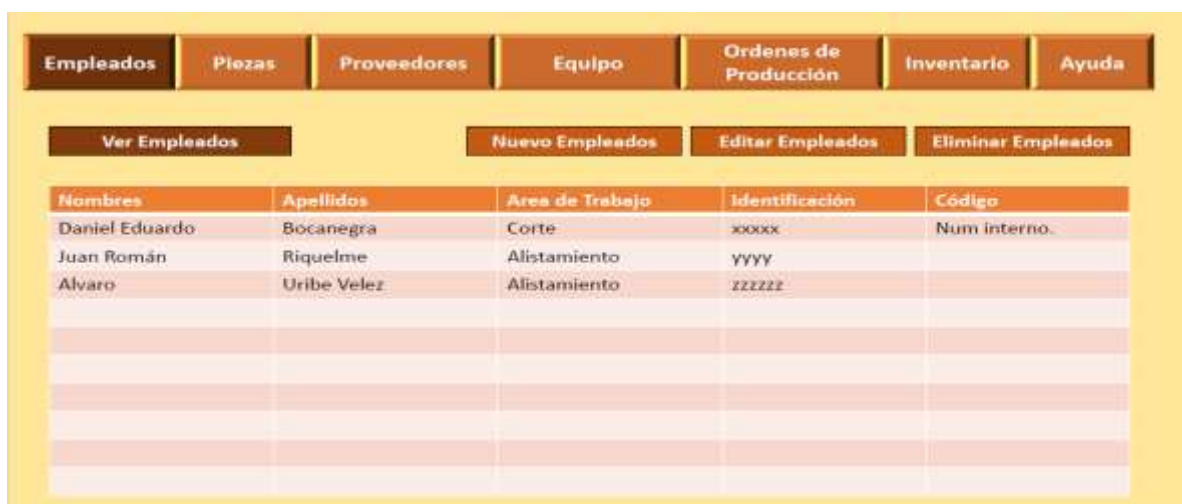 Empleados Piezas Proveedores Equipo Ordenes de Producción Inventario Ayuda
Ver Empleados Nuevo Empleados Editar Empleados Eliminar Empleados
Nombres Apellidos Area de Trabajo Identificación Código
Daniel Eduardo Bocanegra Corte xxxxx Num interno.
Juan Román Riquelme Alistamiento yyyy
Alvaro Uribe Velez Alistamiento zzzzzz